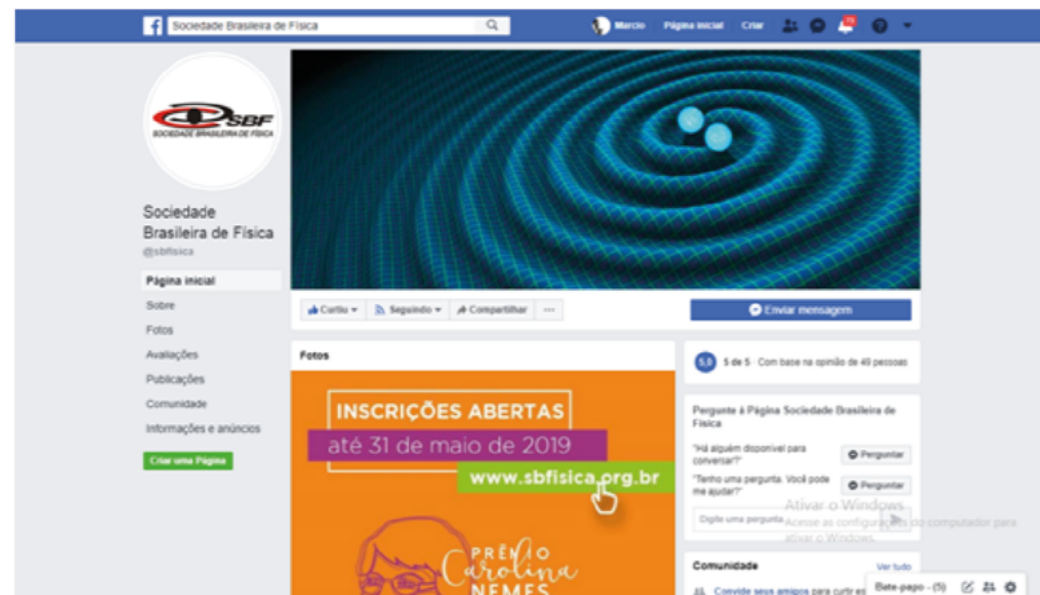 Sociedade Brasileira de Física
Marcio Página inicial Criar
SBF
SOCIEDADE BRASILEIRA DE FÍSICA
Sociedade
Brasileira de Física
@sbfisica
Página inicial
Sobre
Fotos
Avaliações
Publicações
Comunidade
Informações e anúncios
Criar uma Página
Curtiu Seguindo Compartilhar ...
Enviar mensagem
Fotos
INSCRIÇÕES ABERTAS
até 31 de maio de 2019
www.sbfisica.org.br
PRÊMIO
Carolina
NEMES
5,0 5 de 5 · Com base na opinião de 49 pessoas
Pergunte à Página Sociedade Brasileira de
Física
"Há alguém disponível para
conversar?"
Perguntar
"Tenho uma pergunta. Você pode
me ajudar?"
Perguntar
Digite uma pergunta
Ativar o Windows
Acesse as configurações do computador para
ativar o Windows.
Comunidade Ver tudo
Convide seus amigos para curtir es
Bate-papo - (5)